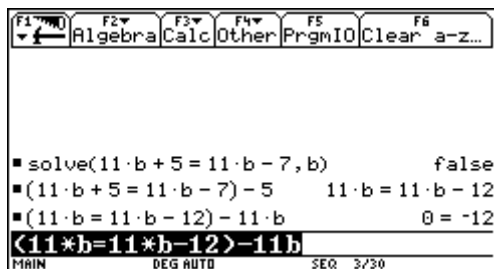 F1 F2 F3 F4 F5 F6
Algebra Calc Other PrgmIO Clear a-z...
solve(11·b + 5 = 11·b - 7, b) false
(11·b + 5 = 11·b - 7) - 5 11·b = 11·b - 12
(11·b = 11·b - 12) - 11·b 0 = -12
(11*b=11*b-12)-11b
MAIN DEG AUTO SEQ 3/30